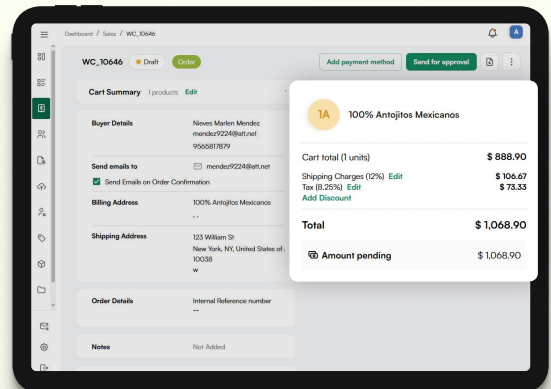 Dashboard / Sales / WC_10646
A
WC_10646
Draft
Order
Add payment method
Send for approval
Cart Summary 1 products Edit
Buyer Details
Nieves Marlen Mendez
mendez9224@att.net
9565817879
Send emails to
mendez9224@att.net
Send Emails on Order Confirmation
Billing Address
100% Antojitos Mexicanos
, ,
Shipping Address
123 William St
New York, NY, United States of
10038
w
Order Details
Internal Reference number
--
Notes
Not Added
1A
100% Antojitos Mexicanos
Cart total (1 units) $ 888.90
Shipping Charges (12%) Edit $ 106.67
Tax (8.25%) Edit $ 73.33
Add Discount
Total $ 1,068.90
Amount pending $ 1,068.90